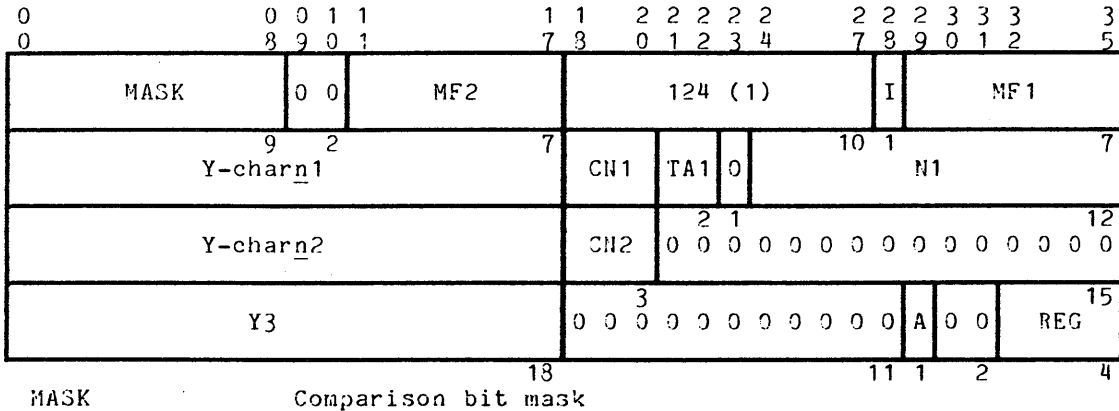 0 0 0 1 1 1 1 2 2 2 2 2 2 2 2 3 3 3 3
0 8 9 0 1 7 8 0 1 2 3 4 7 8 9 0 1 2 5
MASK 0 0 MF2 124 (1) I MF1
9 2 7 10 1 7
Y-charn1 CN1 TA1 0 N1
2 1 12
Y-charn2 CN2 0 0 0 0 0 0 0 0 0 0 0 0 0 0 0
3 15
Y3 0 0 0 0 0 0 0 0 0 0 0 A 0 0 REG
18 11 1 2 4
MASK Comparison bit mask